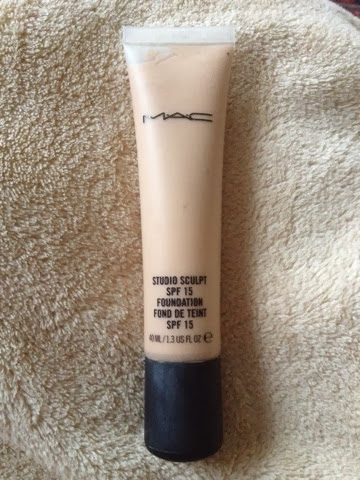 MAC
STUDIO SCULPT
SPF 15
FOUNDATION
FOND DE TEINT
SPF 15
40 ML/1.3 US FL OZ ℮